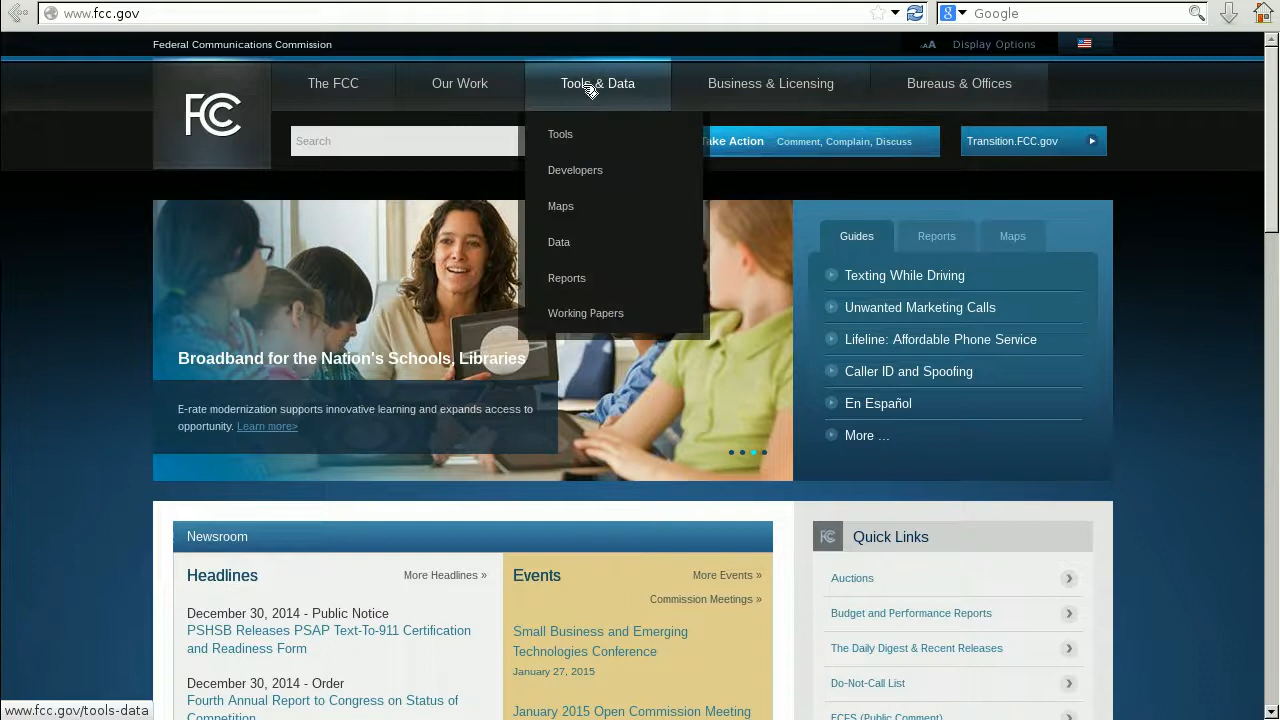 www.fcc.gov
Google
Federal Communications Commission
AA Display Options
The FCC
Our Work
Tools & Data
Business & Licensing
Bureaus & Offices
FCC
Search
Take Action Comment, Complain, Discuss
Transition.FCC.gov
Tools
Developers
Maps
Data
Reports
Working Papers
Broadband for the Nation's Schools, Libraries
E-rate modernization supports innovative learning and expands access to
opportunity. Learn more>
Guides
Reports
Maps
Texting While Driving
Unwanted Marketing Calls
Lifeline: Affordable Phone Service
Caller ID and Spoofing
En Español
More ...
Newsroom
Headlines
More Headlines »
December 30, 2014 - Public Notice
PSHSB Releases PSAP Text-To-911 Certification
and Readiness Form
December 30, 2014 - Order
Fourth Annual Report to Congress on Status of
Competition
Events
More Events »
Commission Meetings »
Small Business and Emerging
Technologies Conference
January 27, 2015
January 2015 Open Commission Meeting
FCC Quick Links
Auctions
Budget and Performance Reports
The Daily Digest & Recent Releases
Do-Not-Call List
ECFS (Public Comment)
www.fcc.gov/tools-data